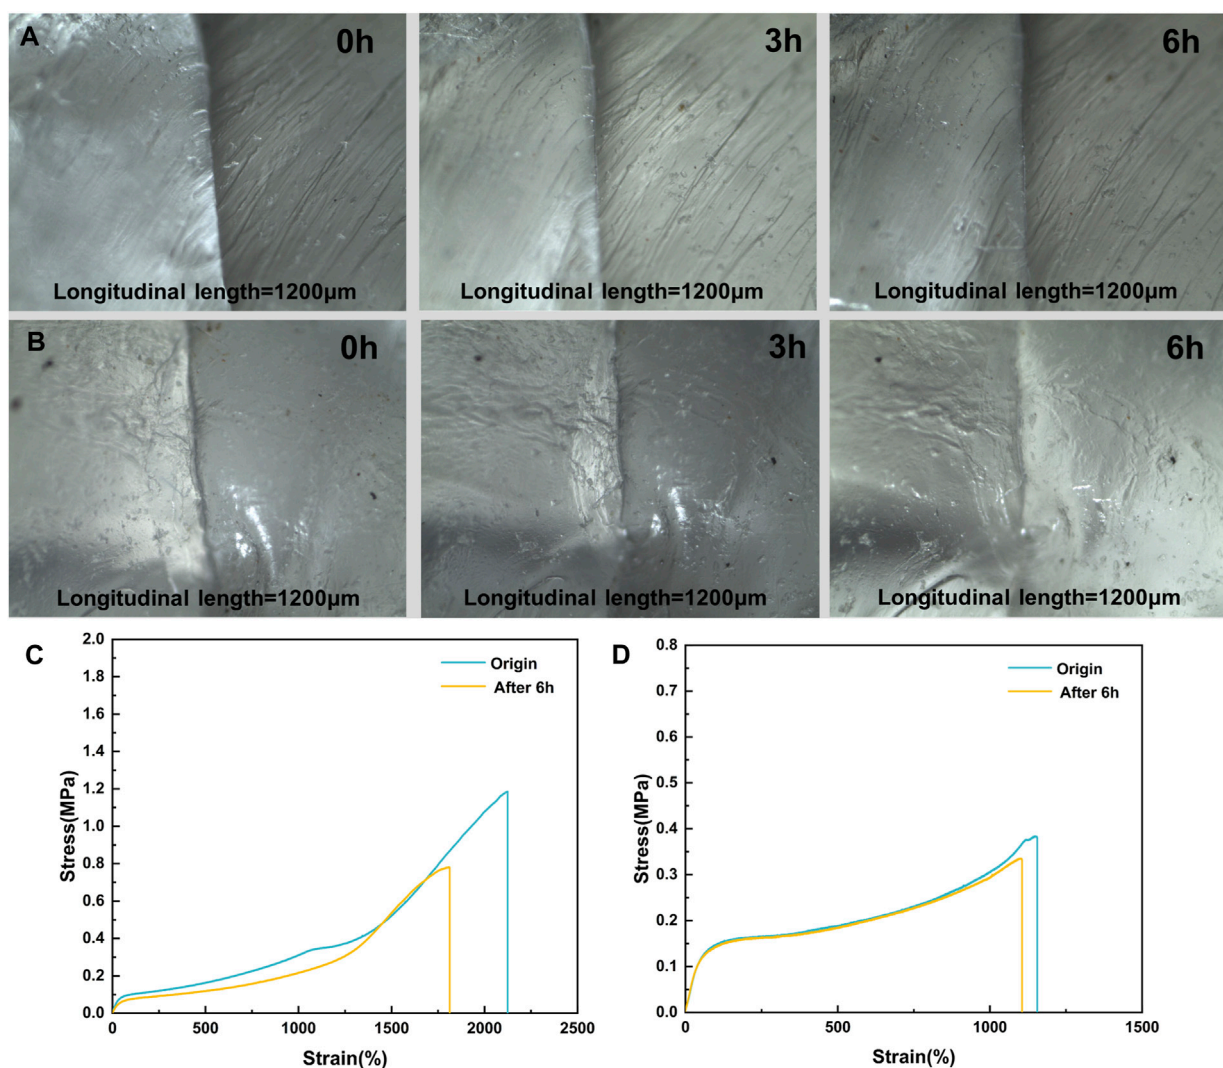 A
0h
3h
6h
Longitudinal length=1200μm
Longitudinal length=1200μm
Longitudinal length=1200μm
B
0h
3h
6h
Longitudinal length=1200μm
Longitudinal length=1200μm
Longitudinal length=1200μm
C
Origin
After 6h
2.0
1.8
1.6
1.4
1.2
1.0
0.8
0.6
0.4
0.2
0.0
Stress(MPa)
0
500
1000
1500
2000
2500
Strain(%)
D
Origin
After 6h
0.8
0.7
0.6
0.5
0.4
0.3
0.2
0.1
0.0
Stress(MPa)
0
500
1000
1500
Strain(%)